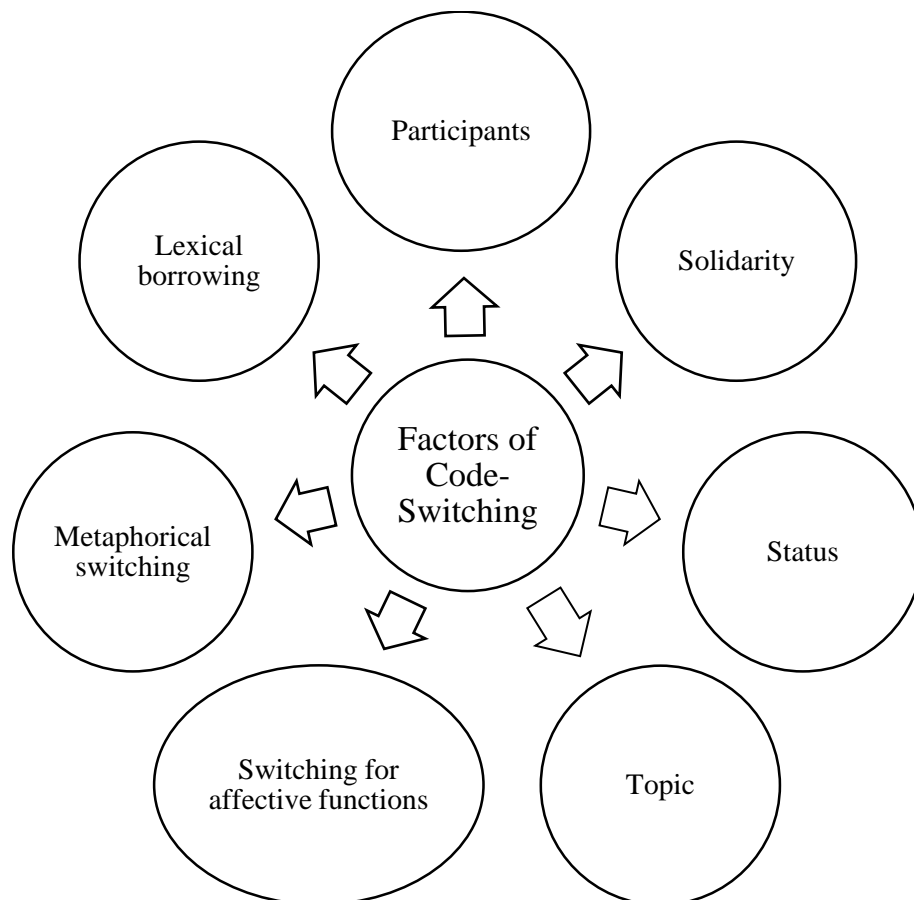 Participants
Lexical
borrowing
Solidarity
Factors of
Code-
Switching
Metaphorical
switching
Status
Switching for
affective functions
Topic